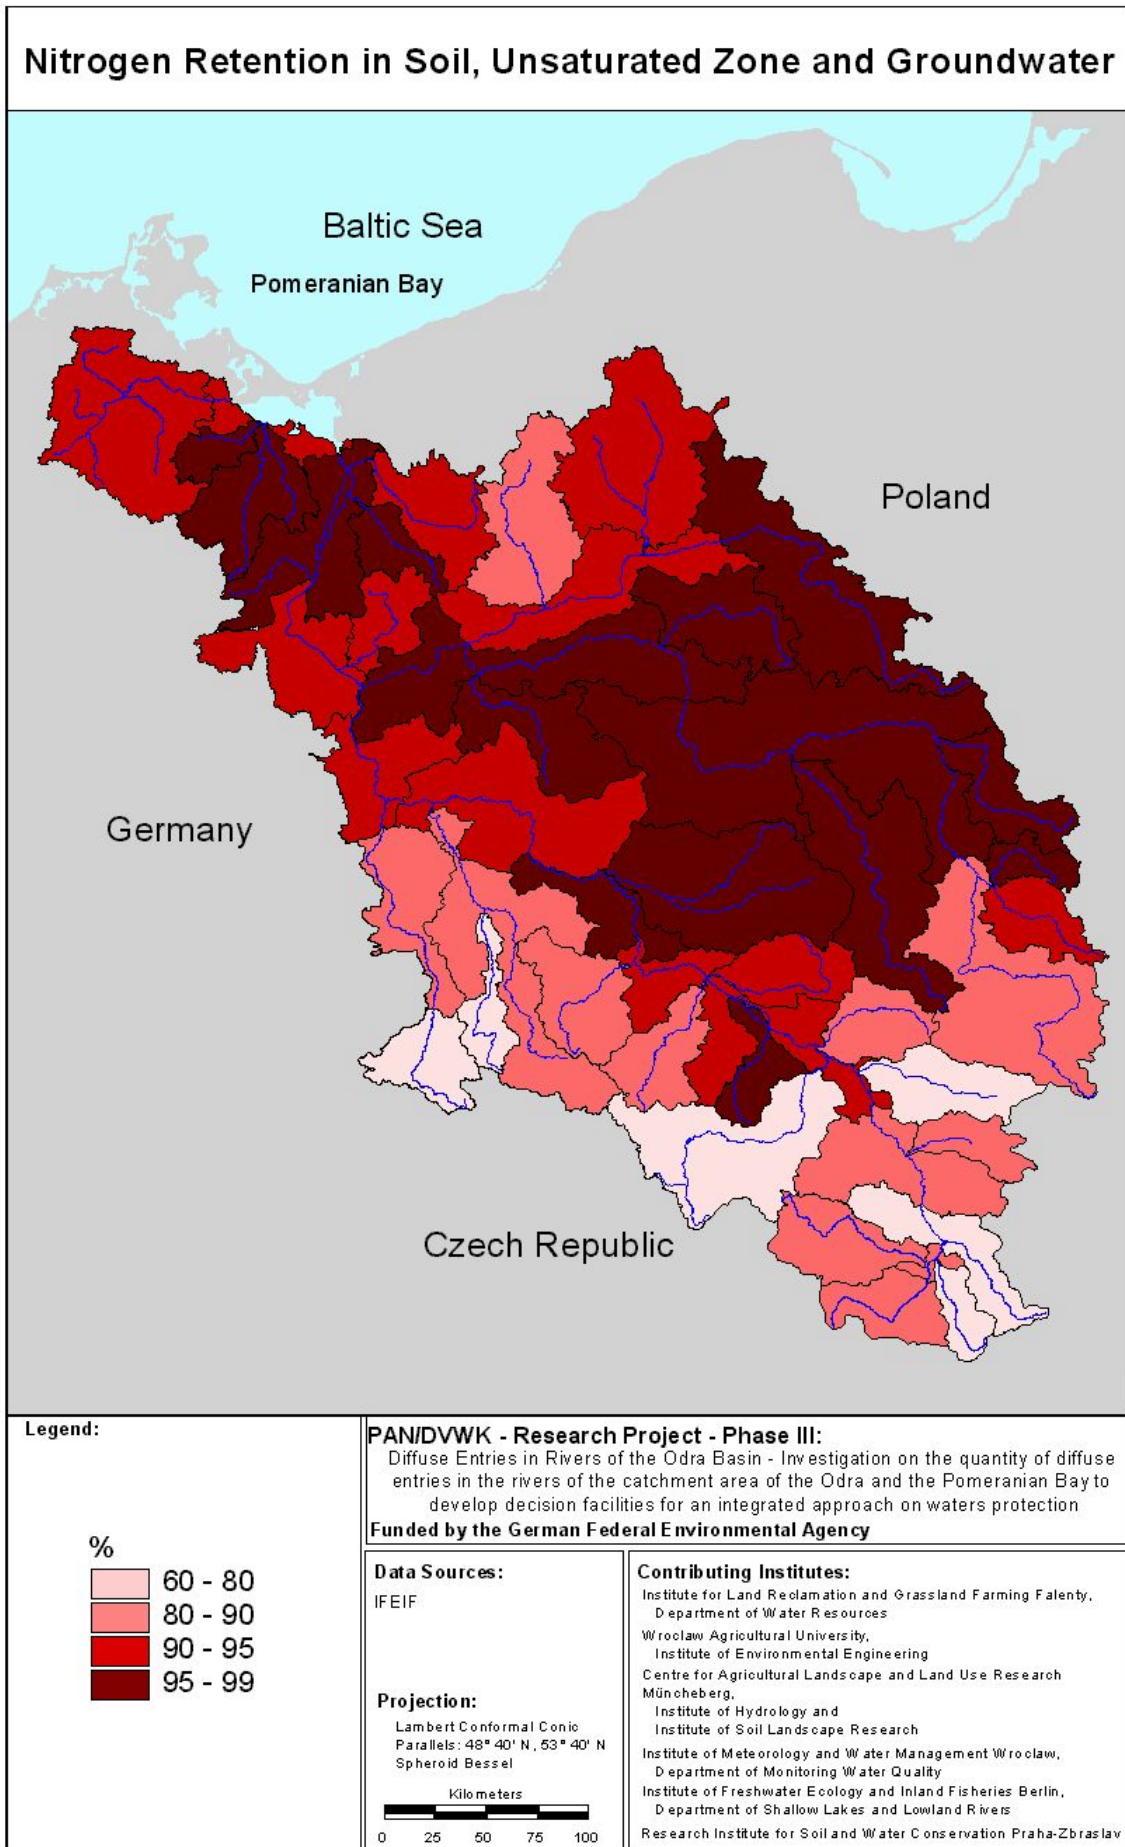 Nitrogen Retention in Soil, Unsaturated Zone and Groundwater
Baltic Sea
Pomeranian Bay
Poland
Germany
Czech Republic
Legend:
%
60 - 80
80 - 90
90 - 95
95 - 99
PAN/DVWK - Research Project - Phase III:
Diffuse Entries in Rivers of the Odra Basin - Investigation on the quantity of diffuse
entries in the rivers of the catchment area of the Odra and the Pomeranian Bay to
develop decision facilities for an integrated approach on waters protection
Funded by the German Federal Environmental Agency
Data Sources:
IFEIF
Projection:
Lambert Conformal Conic
Parallels: 48° 40' N, 53° 40' N
Spheroid Bessel
Kilometers
0 25 50 75 100
Contributing Institutes:
Institute for Land Reclamation and Grassland Farming Falenty,
Department of Water Resources
Wroclaw Agricultural University,
Institute of Environmental Engineering
Centre for Agricultural Landscape and Land Use Research
Müncheberg,
Institute of Hydrology and
Institute of Soil Landscape Research
Institute of Meteorology and Water Management Wroclaw,
Department of Monitoring Water Quality
Institute of Freshwater Ecology and Inland Fisheries Berlin,
Department of Shallow Lakes and Lowland Rivers
Research Institute for Soil and Water Conservation Praha-Zbraslav